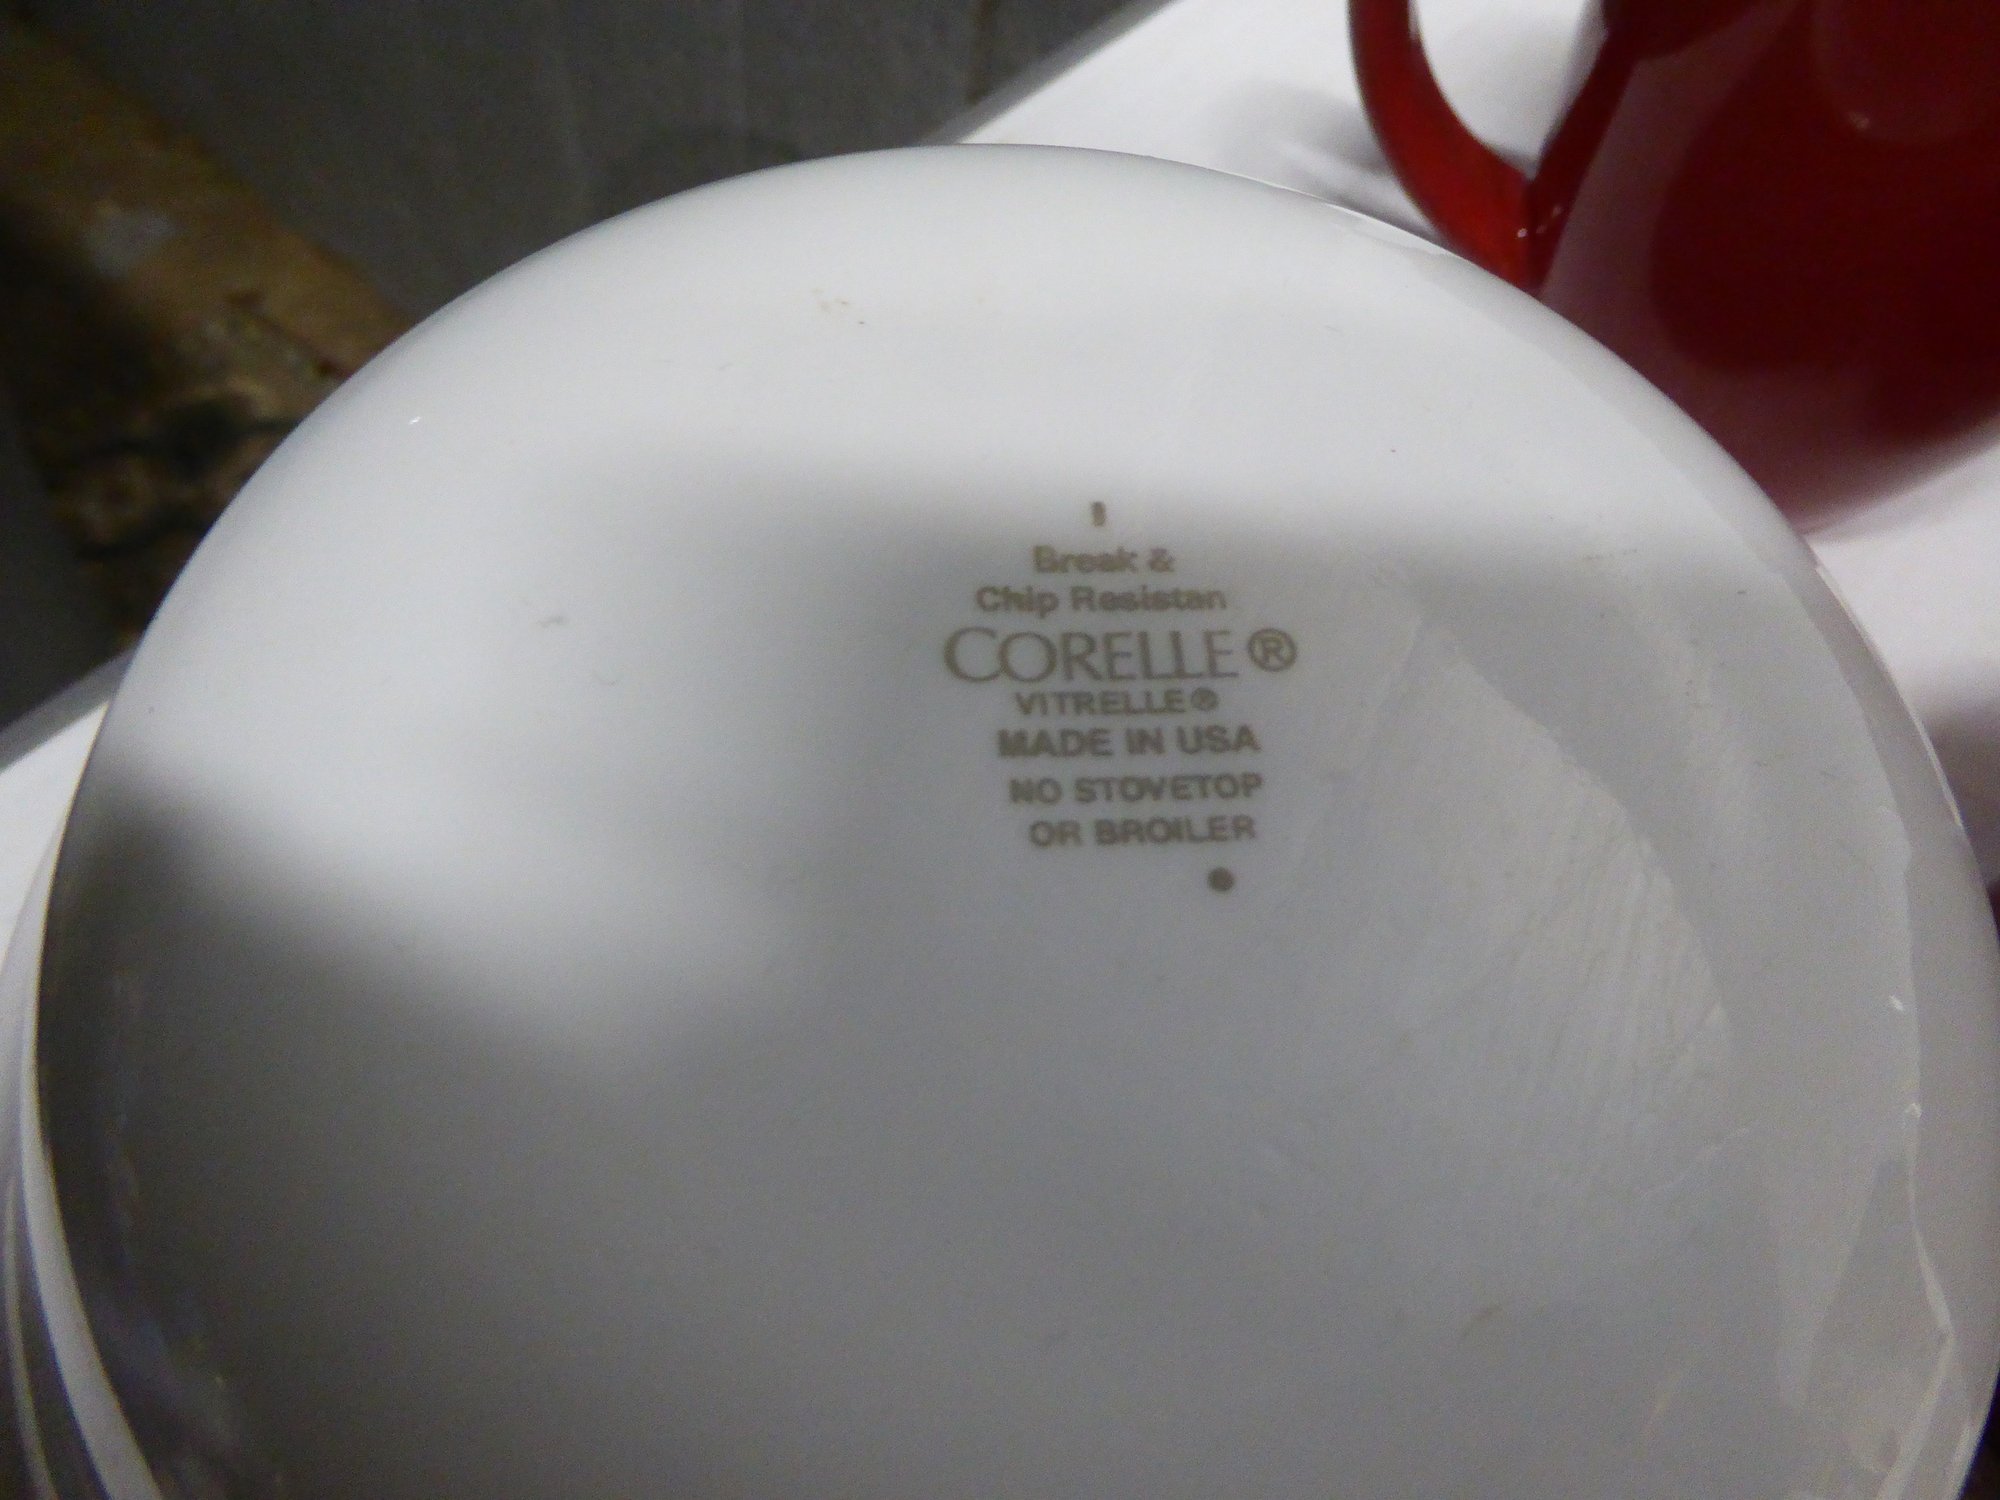 Break &
Chip Resistan
CORELLE®
VITRELLE®
MADE IN USA
NO STOVETOP
OR BROILER